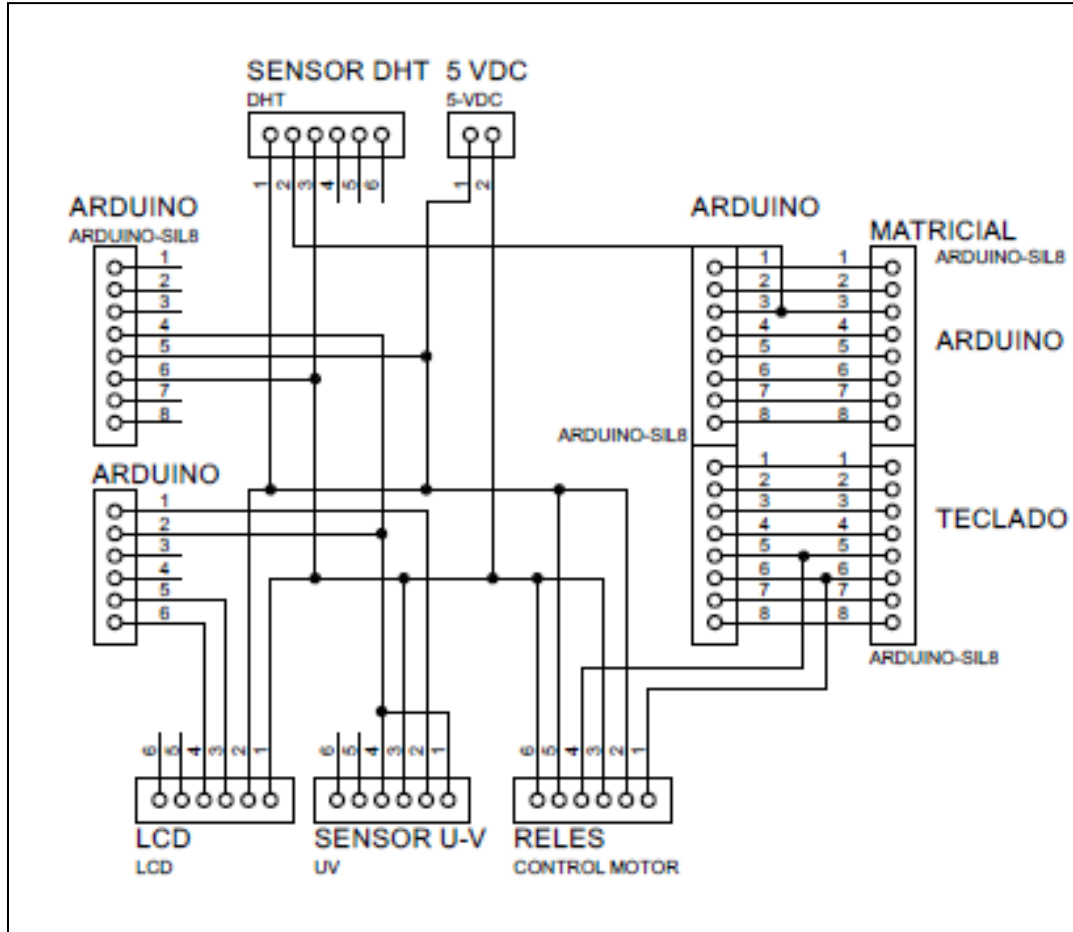 SENSOR DHT 5 VDC
DHT 5-VDC
1 2 3 4 5 6 1 2
ARDUINO
ARDUINO-SIL8
1
2
3
4
5
6
7
8
ARDUINO
1
2
3
4
5
6
ARDUINO
ARDUINO-SIL8
1 1
2 2
3 3
4 4
5 5
6 6
7 7
8 8
1 1
2 2
3 3
4 4
5 5
6 6
7 7
8 8
MATRICIAL
ARDUINO-SIL8
ARDUINO
TECLADO
ARDUINO-SIL8
6 5 4 3 2 1
LCD
LCD
6 5 4 3 2 1
SENSOR U-V
UV
6 5 4 3 2 1
RELES
CONTROL MOTOR